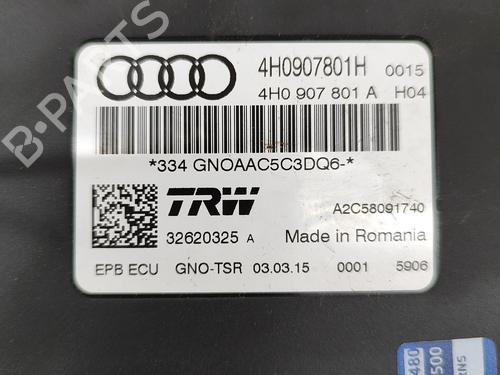 4H0907801H 0015
4H0 907 801 A H04
*334 GNOAAC5C3DQ6-*
TRW
A2C58091740
32620325 A Made in Romania
EPB ECU GNO-TSR 03.03.15 0001 5906
B-PARTS
480
500
RNS